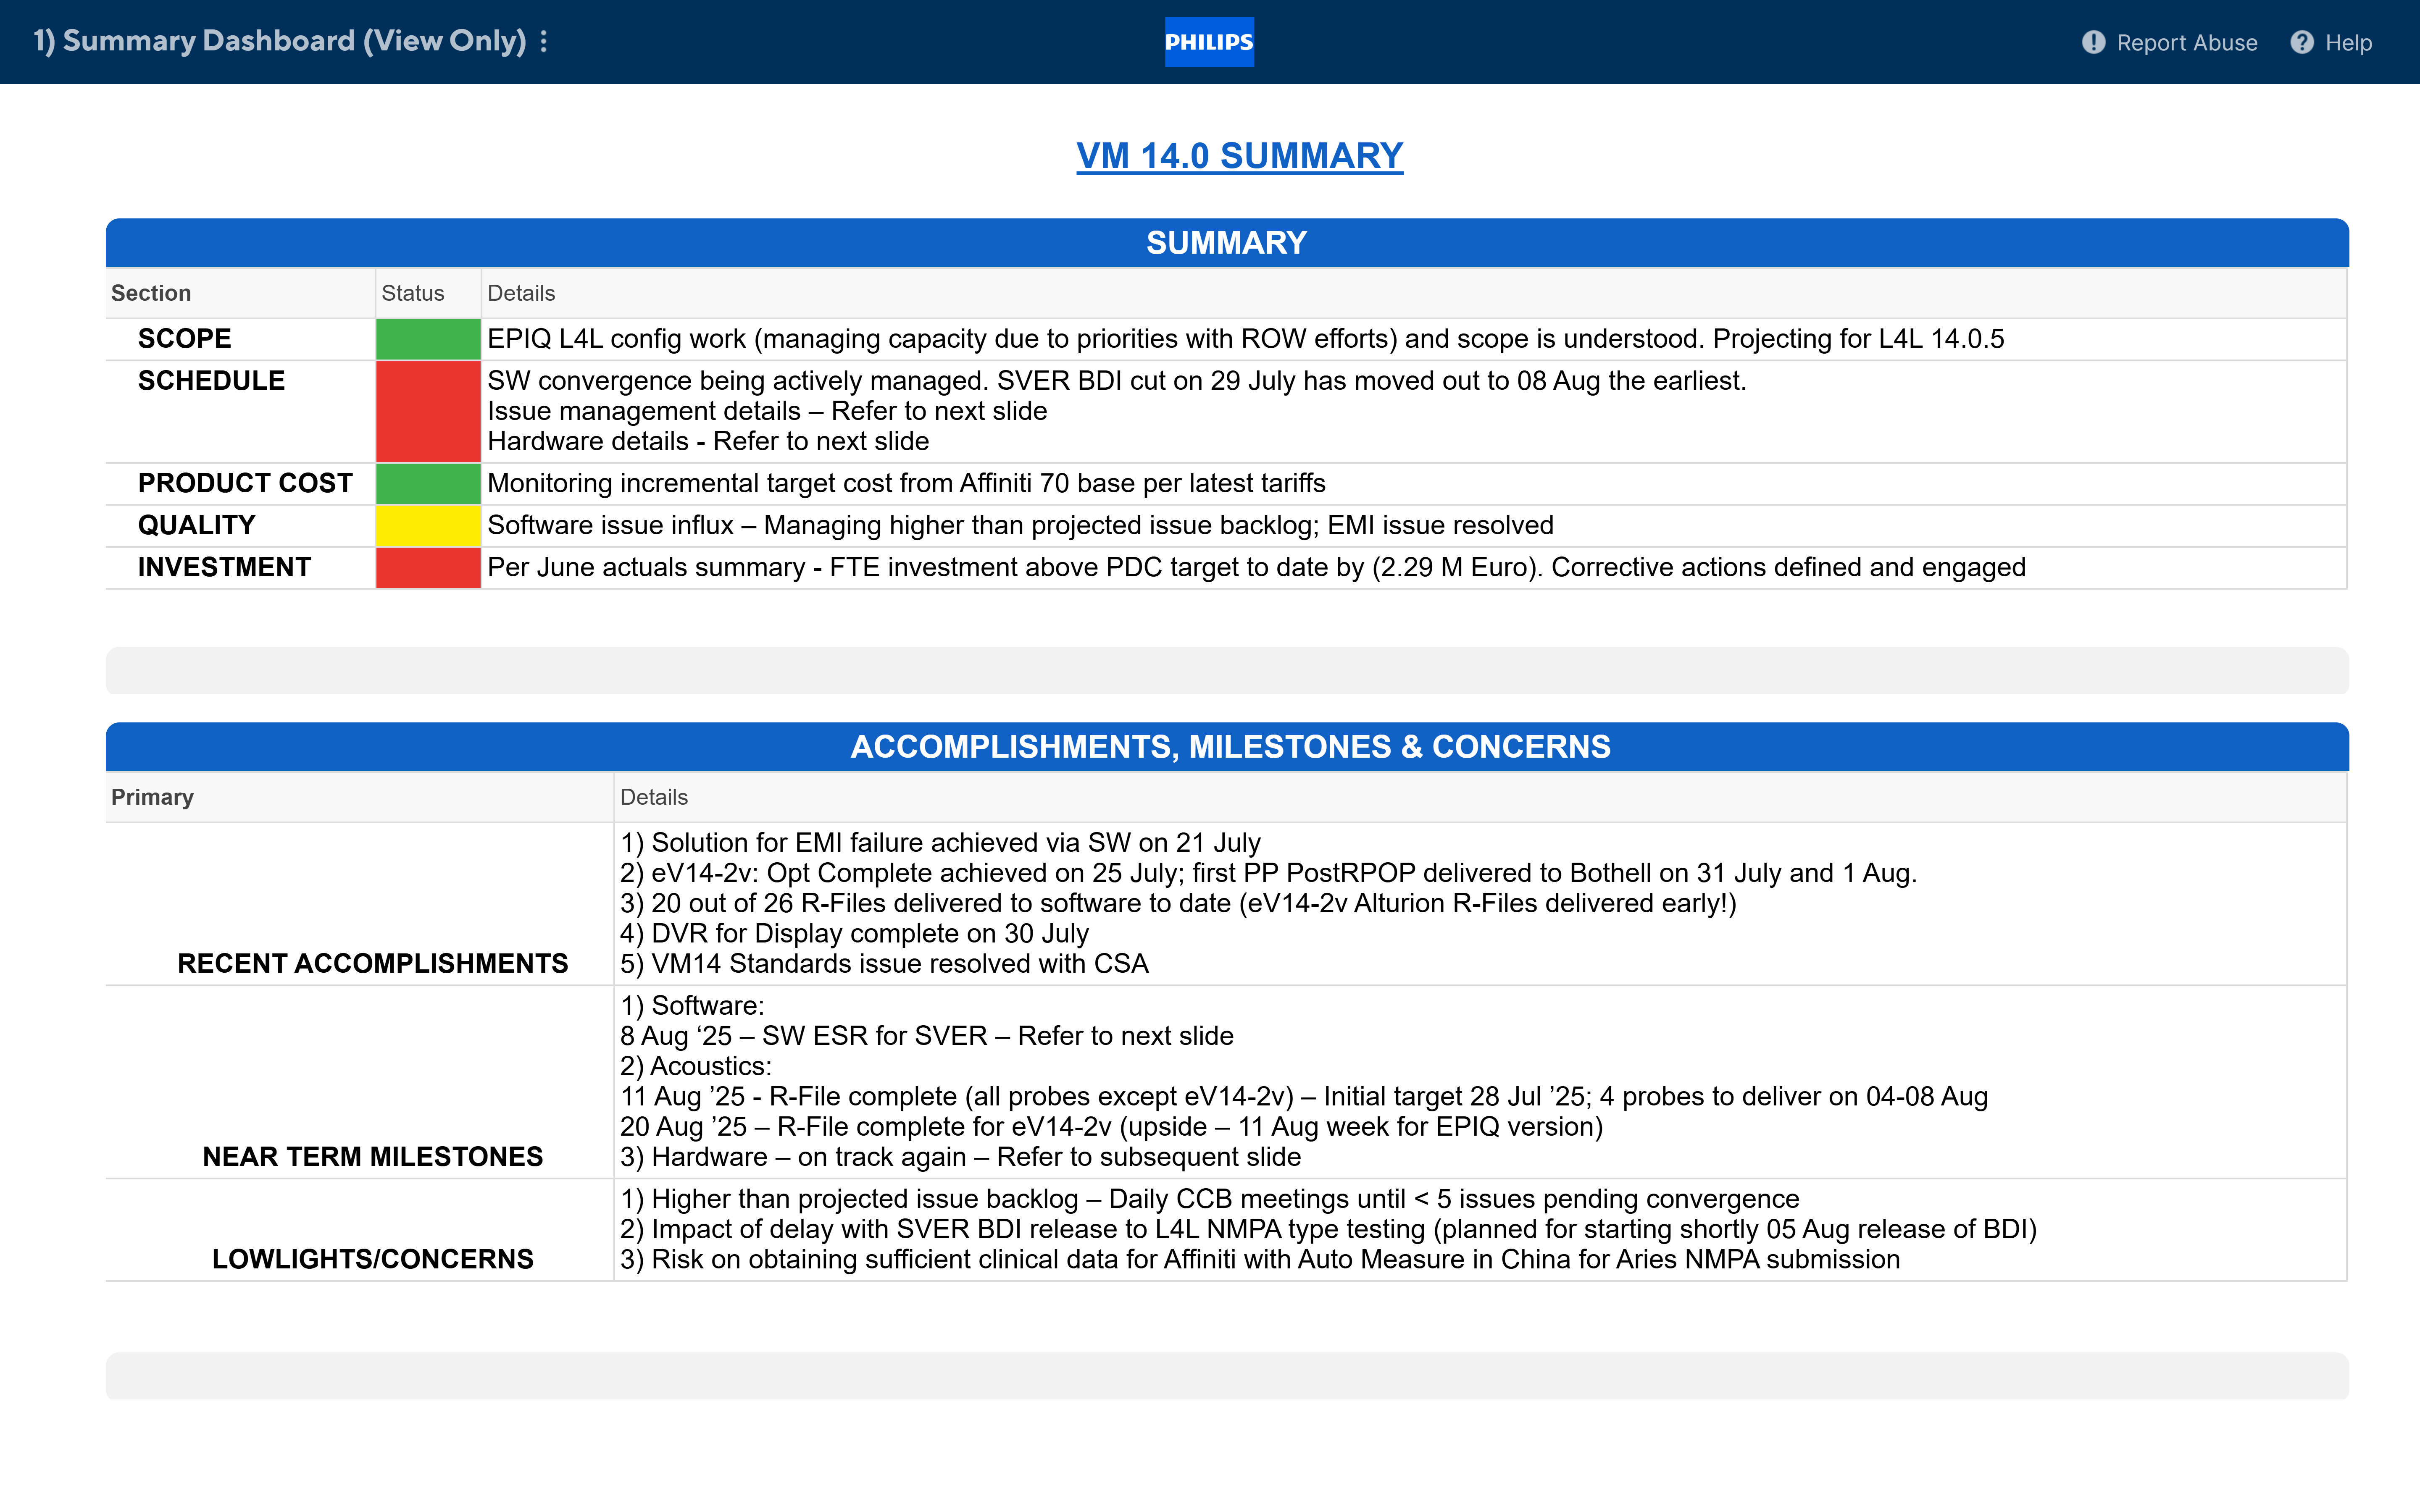 1) Summary Dashboard (View Only)
PHILIPS
Report Abuse
Help
VM 14.0 SUMMARY
SUMMARY
Section Status Details
SCOPE EPIQ L4L config work (managing capacity due to priorities with ROW efforts) and scope is understood. Projecting for L4L 14.0.5
SCHEDULE SW convergence being actively managed. SVER BDI cut on 29 July has moved out to 08 Aug the earliest.
Issue management details – Refer to next slide
Hardware details - Refer to next slide
PRODUCT COST Monitoring incremental target cost from Affiniti 70 base per latest tariffs
QUALITY Software issue influx – Managing higher than projected issue backlog; EMI issue resolved
INVESTMENT Per June actuals summary - FTE investment above PDC target to date by (2.29 M Euro). Corrective actions defined and engaged
ACCOMPLISHMENTS, MILESTONES & CONCERNS
Primary Details
1) Solution for EMI failure achieved via SW on 21 July
2) eV14-2v: Opt Complete achieved on 25 July; first PP PostRPOP delivered to Bothell on 31 July and 1 Aug.
3) 20 out of 26 R-Files delivered to software to date (eV14-2v Alturion R-Files delivered early!)
4) DVR for Display complete on 30 July
RECENT ACCOMPLISHMENTS 5) VM14 Standards issue resolved with CSA
1) Software:
8 Aug ‘25 – SW ESR for SVER – Refer to next slide
2) Acoustics:
11 Aug ’25 - R-File complete (all probes except eV14-2v) – Initial target 28 Jul ’25; 4 probes to deliver on 04-08 Aug
20 Aug ’25 – R-File complete for eV14-2v (upside – 11 Aug week for EPIQ version)
NEAR TERM MILESTONES 3) Hardware – on track again – Refer to subsequent slide
1) Higher than projected issue backlog – Daily CCB meetings until < 5 issues pending convergence
2) Impact of delay with SVER BDI release to L4L NMPA type testing (planned for starting shortly 05 Aug release of BDI)
LOWLIGHTS/CONCERNS 3) Risk on obtaining sufficient clinical data for Affiniti with Auto Measure in China for Aries NMPA submission